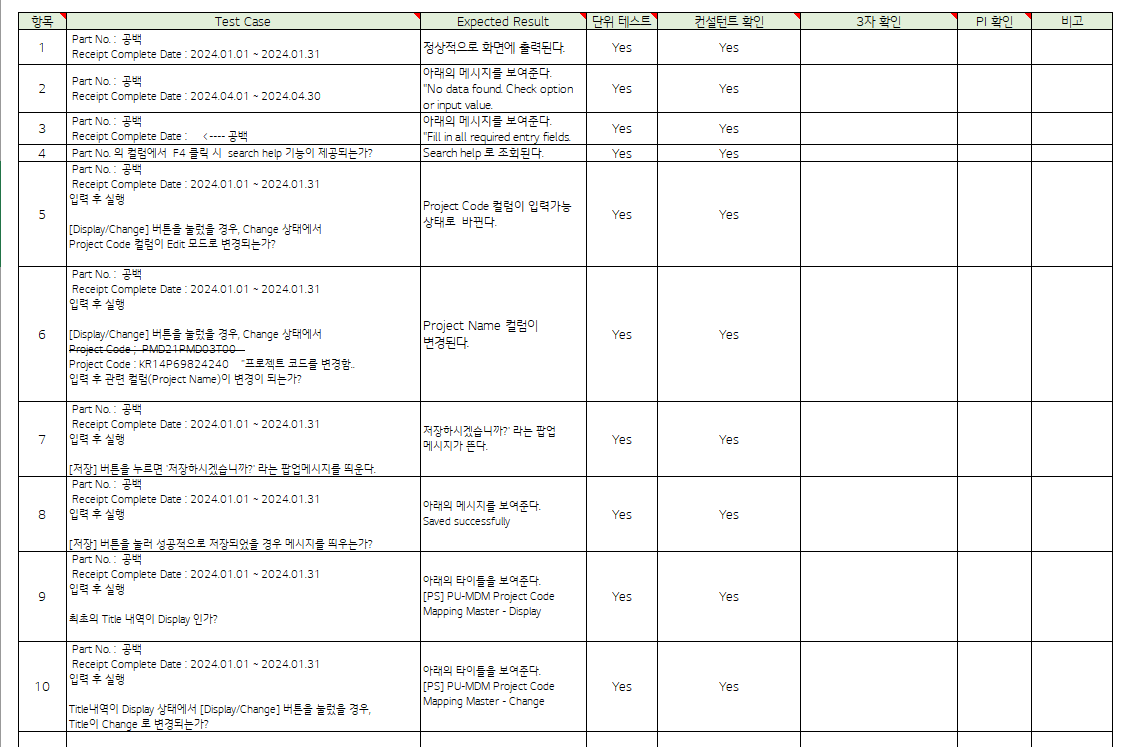 항목 Test Case Expected Result 단위 테스트 컨설턴트 확인 3자 확인 PI 확인 비고
1
Part No. : 공백
Receipt Complete Date : 2024.01.01 ~ 2024.01.31
정상적으로 화면에 출력된다.
Yes Yes
2
Part No. : 공백
Receipt Complete Date : 2024.04.01 ~ 2024.04.30
아래의 메시지를 보여준다.
"No data found. Check option
or input value.
Yes Yes
3
Part No. : 공백
Receipt Complete Date : <---- 공백
아래의 메시지를 보여준다.
"Fill in all required entry fields.
Yes Yes
4
Part No. 의 컬럼에서 F4 클릭 시 search help 기능이 제공되는가?
Search help 로 조회된다.
Yes Yes
5
Part No. : 공백
Receipt Complete Date : 2024.01.01 ~ 2024.01.31
입력 후 실행
[Display/Change] 버튼을 눌렀을 경우, Change 상태에서
Project Code 컬럼이 Edit 모드로 변경되는가?
Project Code 컬럼이 입력가능
상태로 바뀐다.
Yes Yes
6
Part No. : 공백
Receipt Complete Date : 2024.01.01 ~ 2024.01.31
입력 후 실행
[Display/Change] 버튼을 눌렀을 경우, Change 상태에서
Project Code ; PMD21PMD03T00
Project Code : KR14P69824240 "프로젝트 코드를 변경함..
입력 후 관련 컬럼(Project Name)이 변경이 되는가?
Project Name 컬럼이
변경된다.
Yes Yes
7
Part No. : 공백
Receipt Complete Date : 2024.01.01 ~ 2024.01.31
입력 후 실행
[저장] 버튼을 누르면 '저장하시겠습니까?' 라는 팝업메시지를 띄운다.
저장하시겠습니까?' 라는 팝업
메시지가 뜬다.
Yes Yes
8
Part No. : 공백
Receipt Complete Date : 2024.01.01 ~ 2024.01.31
입력 후 실행
[저장] 버튼을 눌러 성공적으로 저장되었을 경우 메시지를 띄우는가?
아래의 메시지를 보여준다.
Saved successfully
Yes Yes
9
Part No. : 공백
Receipt Complete Date : 2024.01.01 ~ 2024.01.31
입력 후 실행
최초의 Title 내역이 Display 인가?
아래의 타이틀을 보여준다.
[PS] PU-MDM Project Code
Mapping Master - Display
Yes Yes
10
Part No. : 공백
Receipt Complete Date : 2024.01.01 ~ 2024.01.31
입력 후 실행
Title내역이 Display 상태에서 [Display/Change] 버튼을 눌렀을 경우,
Title이 Change 로 변경되는가?
아래의 타이틀을 보여준다.
[PS] PU-MDM Project Code
Mapping Master - Change
Yes Yes